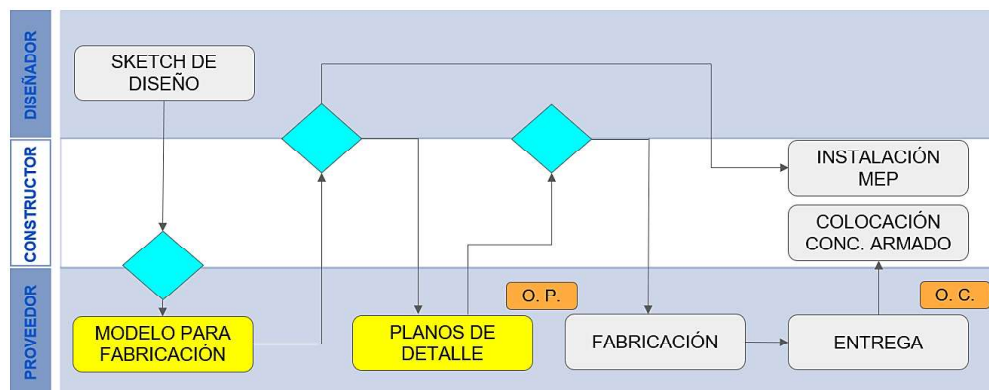 DISEÑADOR
SKETCH DE
DISEÑO
CONSTRUCTOR
INSTALACIÓN
MEP
COLOCACIÓN
CONC. ARMADO
PROVEEDOR
MODELO PARA
FABRICACIÓN
PLANOS DE
DETALLE
O. P.
FABRICACIÓN
ENTREGA
O. C.